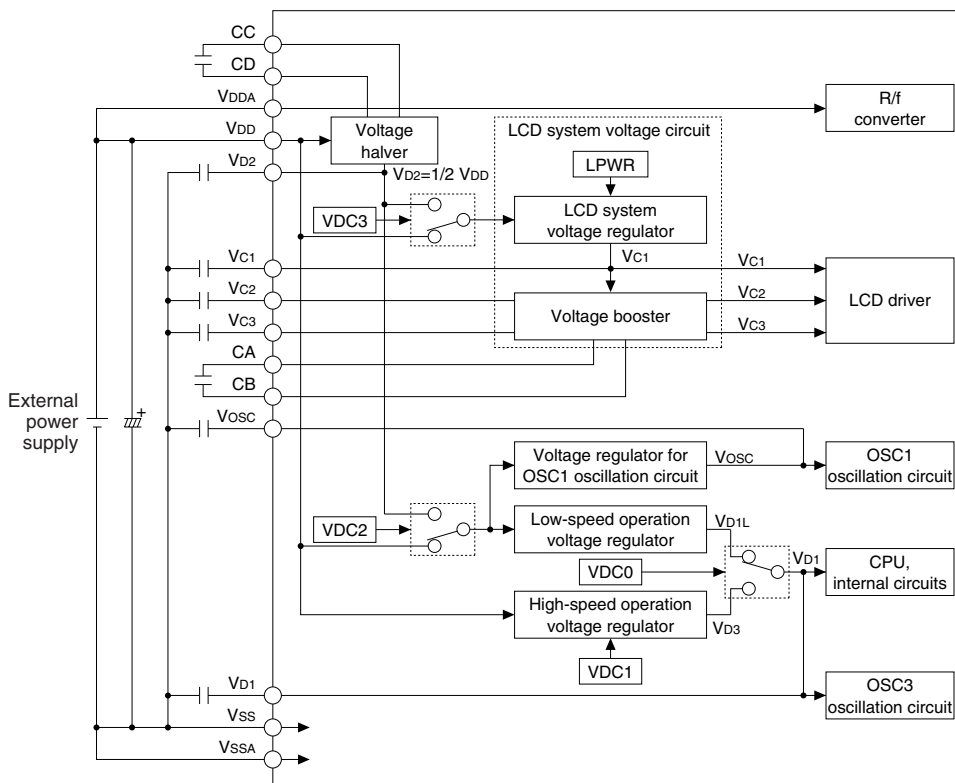 CC
CD
VDDA
R/f
converter
VDD
Voltage
halver
LCD system voltage circuit
VD2
VD2=1/2 VDD
LPWR
VDC3
LCD system
voltage regulator
VC1
VC1
VC1
VC2
Voltage booster
VC2
LCD driver
VC3
VC3
CA
CB
External
power
supply
+
VOSC
Voltage regulator for
OSC1 oscillation circuit
VOSC
OSC1
oscillation circuit
VDC2
Low-speed operation
voltage regulator
VD1L
VDC0
VD1
CPU,
internal circuits
High-speed operation
voltage regulator
VD3
VDC1
VD1
OSC3
oscillation circuit
VSS
VSSA